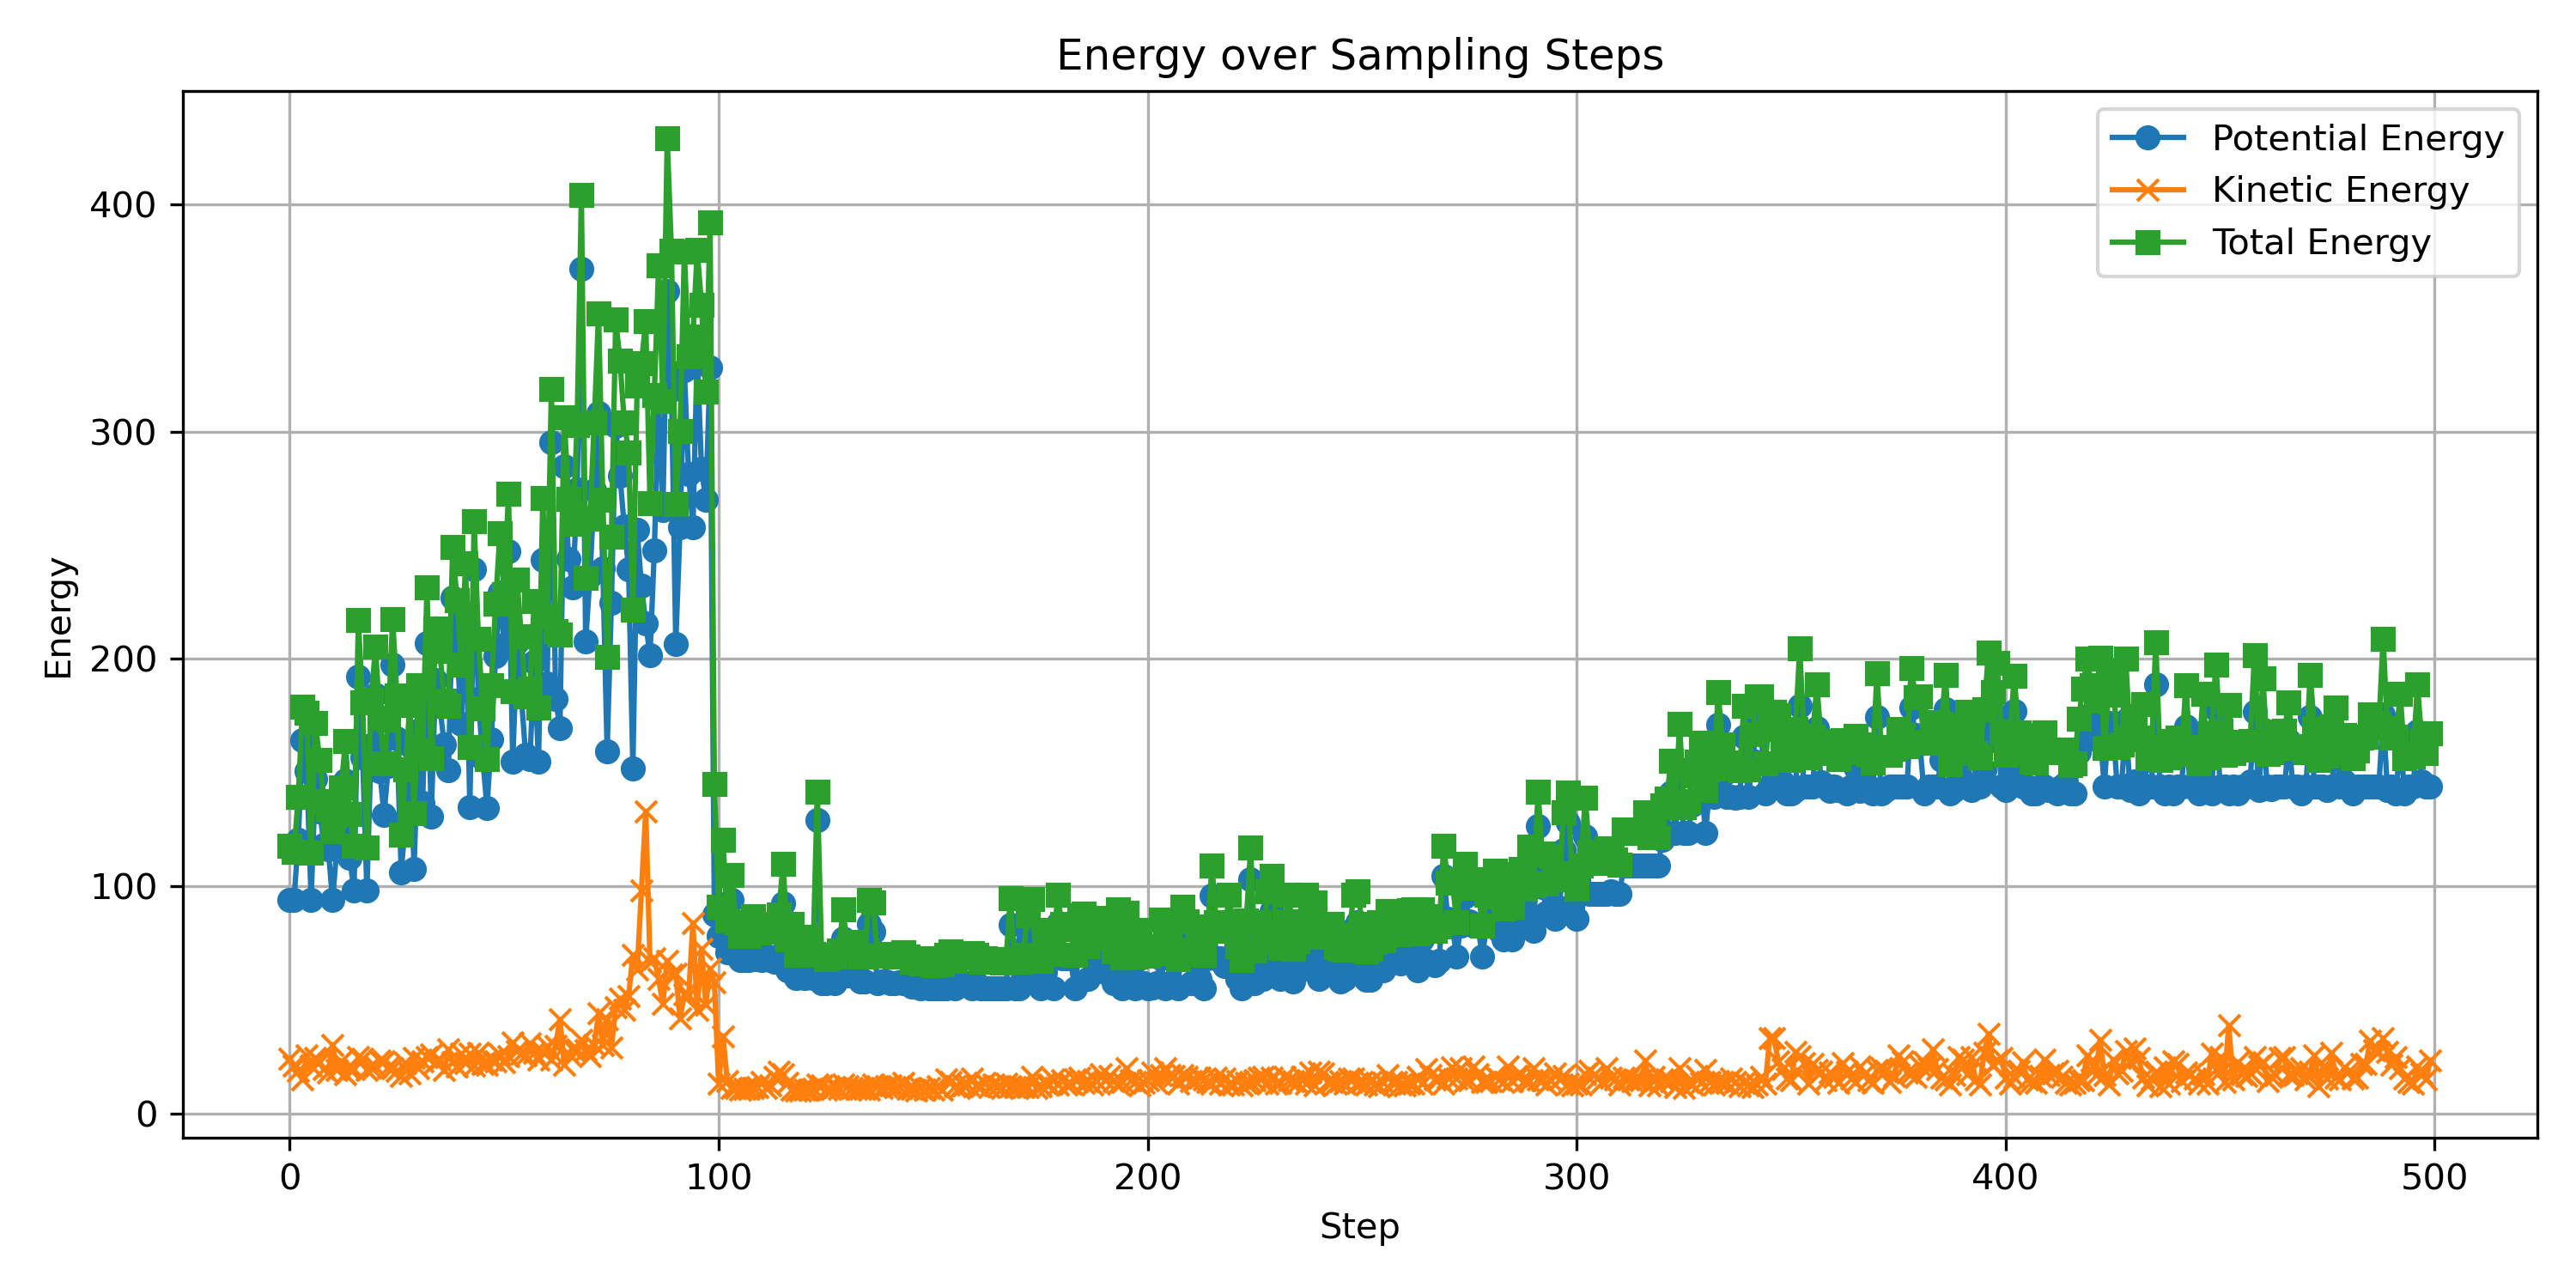 Energy over Sampling Steps
Potential Energy
Kinetic Energy
Total Energy
400
300
200
100
0
Energy
0 100 200 300 400 500
Step